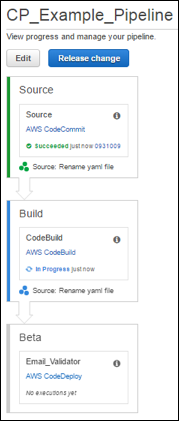 CP_Example_Pipeline
View progress and manage your pipeline.
Edit
Release change
Source
Source
AWS CodeCommit
Succeeded just now 0931009
Source: Rename yaml file
Build
CodeBuild
AWS CodeBuild
In Progress just now
Source: Rename yaml file
Beta
Email_Validator
AWS CodeDeploy
No executions yet